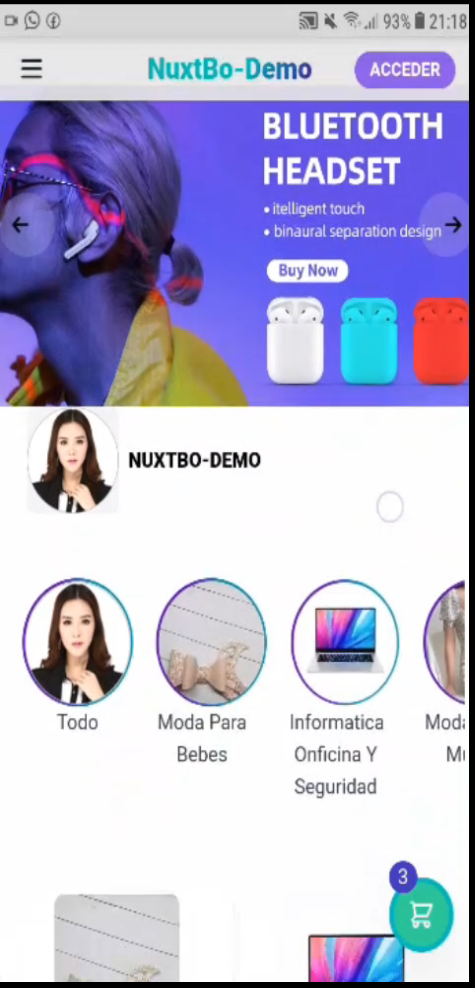 93% 21:18
NuxtBo-Demo
ACCEDER
BLUETOOTH
HEADSET
• itelligent touch
• binaural separation design
Buy Now
NUXTBO-DEMO
Todo
Moda Para
Bebes
Informatica
Onficina Y
Seguridad
Moda
M
3